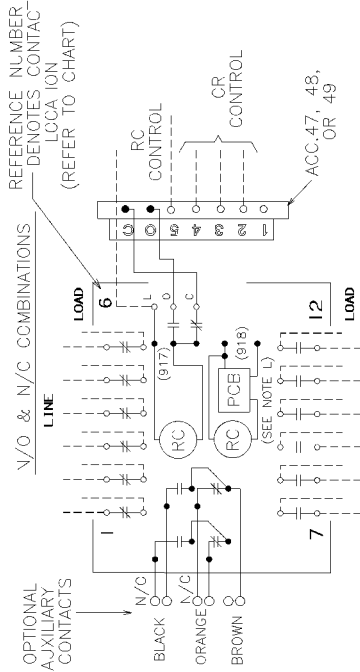 REFERENCE NUMBER
DENOTES CONTAC
LCCA ION
(REFER TO CHART)
N/O & N/C COMBINATIONS
LINE
LOAD
1
6
L
O
C
(917)
RC
RC
PCB
(918)
(SEE NOTE L)
7
12
LOAD
OPTIONAL
AUXILIARY
CONTACTS
N/C
BLACK
N/C
ORANGE
BROWN
C
O
5
4
3
2
1
RC
CONTROL
CR
CONTROL
ACC.47, 48,
OR 49